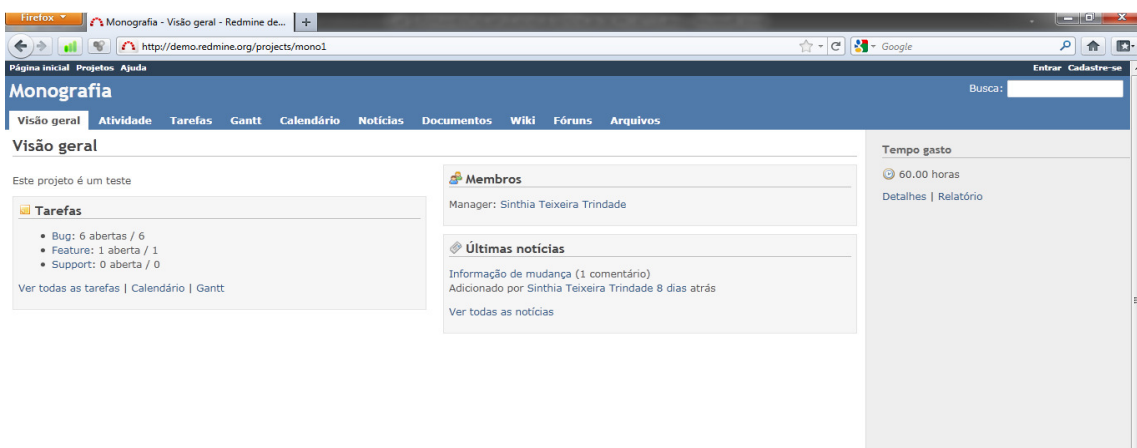 Firefox
Monografia - Visão geral - Redmine de...
http://demo.redmine.org/projects/mono1
Google
Página inicial Projetos Ajuda
Entrar Cadastre-se
Monografia
Busca:
Visão geral Atividade Tarefas Gantt Calendário Notícias Documentos Wiki Fóruns Arquivos
Visão geral
Este projeto é um teste
Tarefas
Bug: 6 abertas / 6
Feature: 1 aberta / 1
Support: 0 aberta / 0
Ver todas as tarefas | Calendário | Gantt
Membros
Manager: Sinthia Teixeira Trindade
Últimas notícias
Informação de mudança (1 comentário)
Adicionado por Sinthia Teixeira Trindade 8 dias atrás
Ver todas as notícias
Tempo gasto
60.00 horas
Detalhes | Relatório